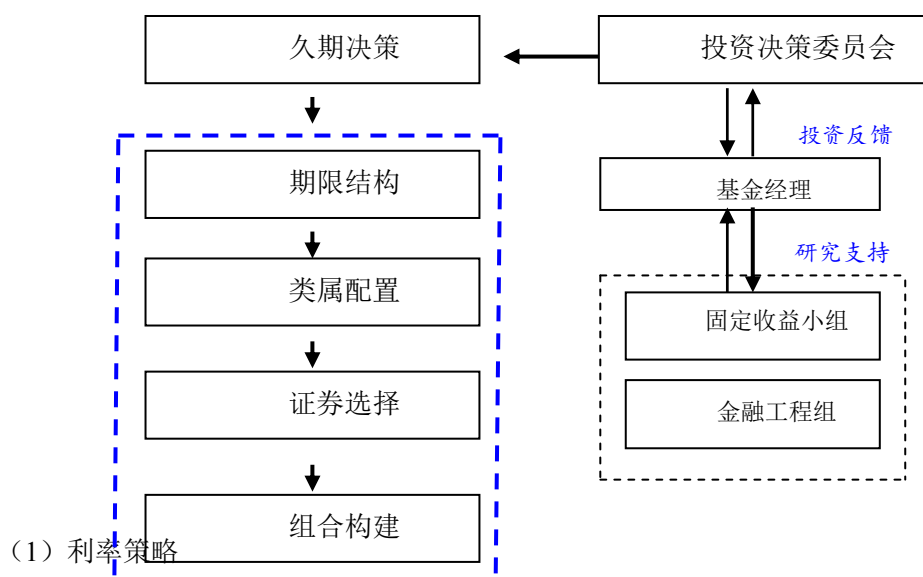 久期决策
投资决策委员会
投资反馈
期限结构
基金经理
研究支持
类属配置
固定收益小组
证券选择
金融工程组
组合构建
（1）利率策略